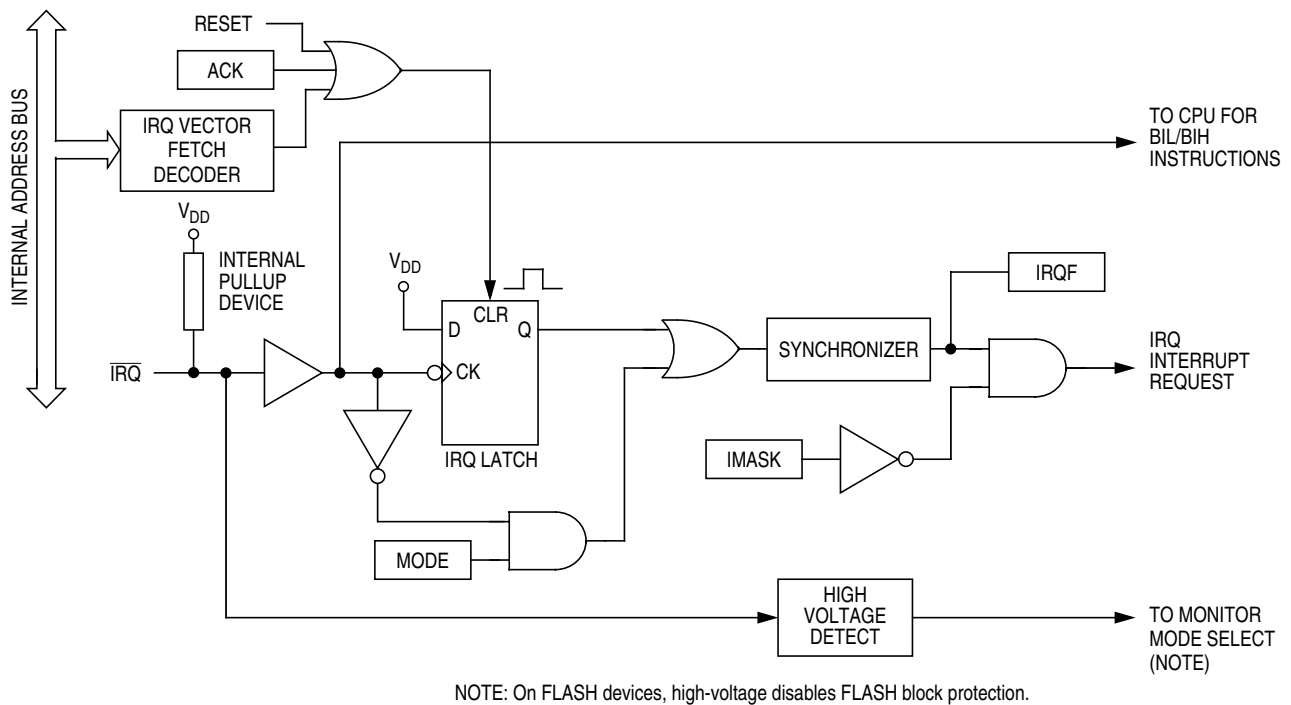 INTERNAL ADDRESS BUS
RESET
ACK
IRQ VECTOR
FETCH
DECODER
TO CPU FOR
BIL/BIH
INSTRUCTIONS
VDD
INTERNAL
PULLUP
DEVICE
VDD
CLR
D
Q
CK
IRQ LATCH
IRQ
SYNCHRONIZER
IRQF
IRQ
INTERRUPT
REQUEST
IMASK
MODE
HIGH
VOLTAGE
DETECT
TO MONITOR
MODE SELECT
(NOTE)
NOTE: On FLASH devices, high-voltage disables FLASH block protection.